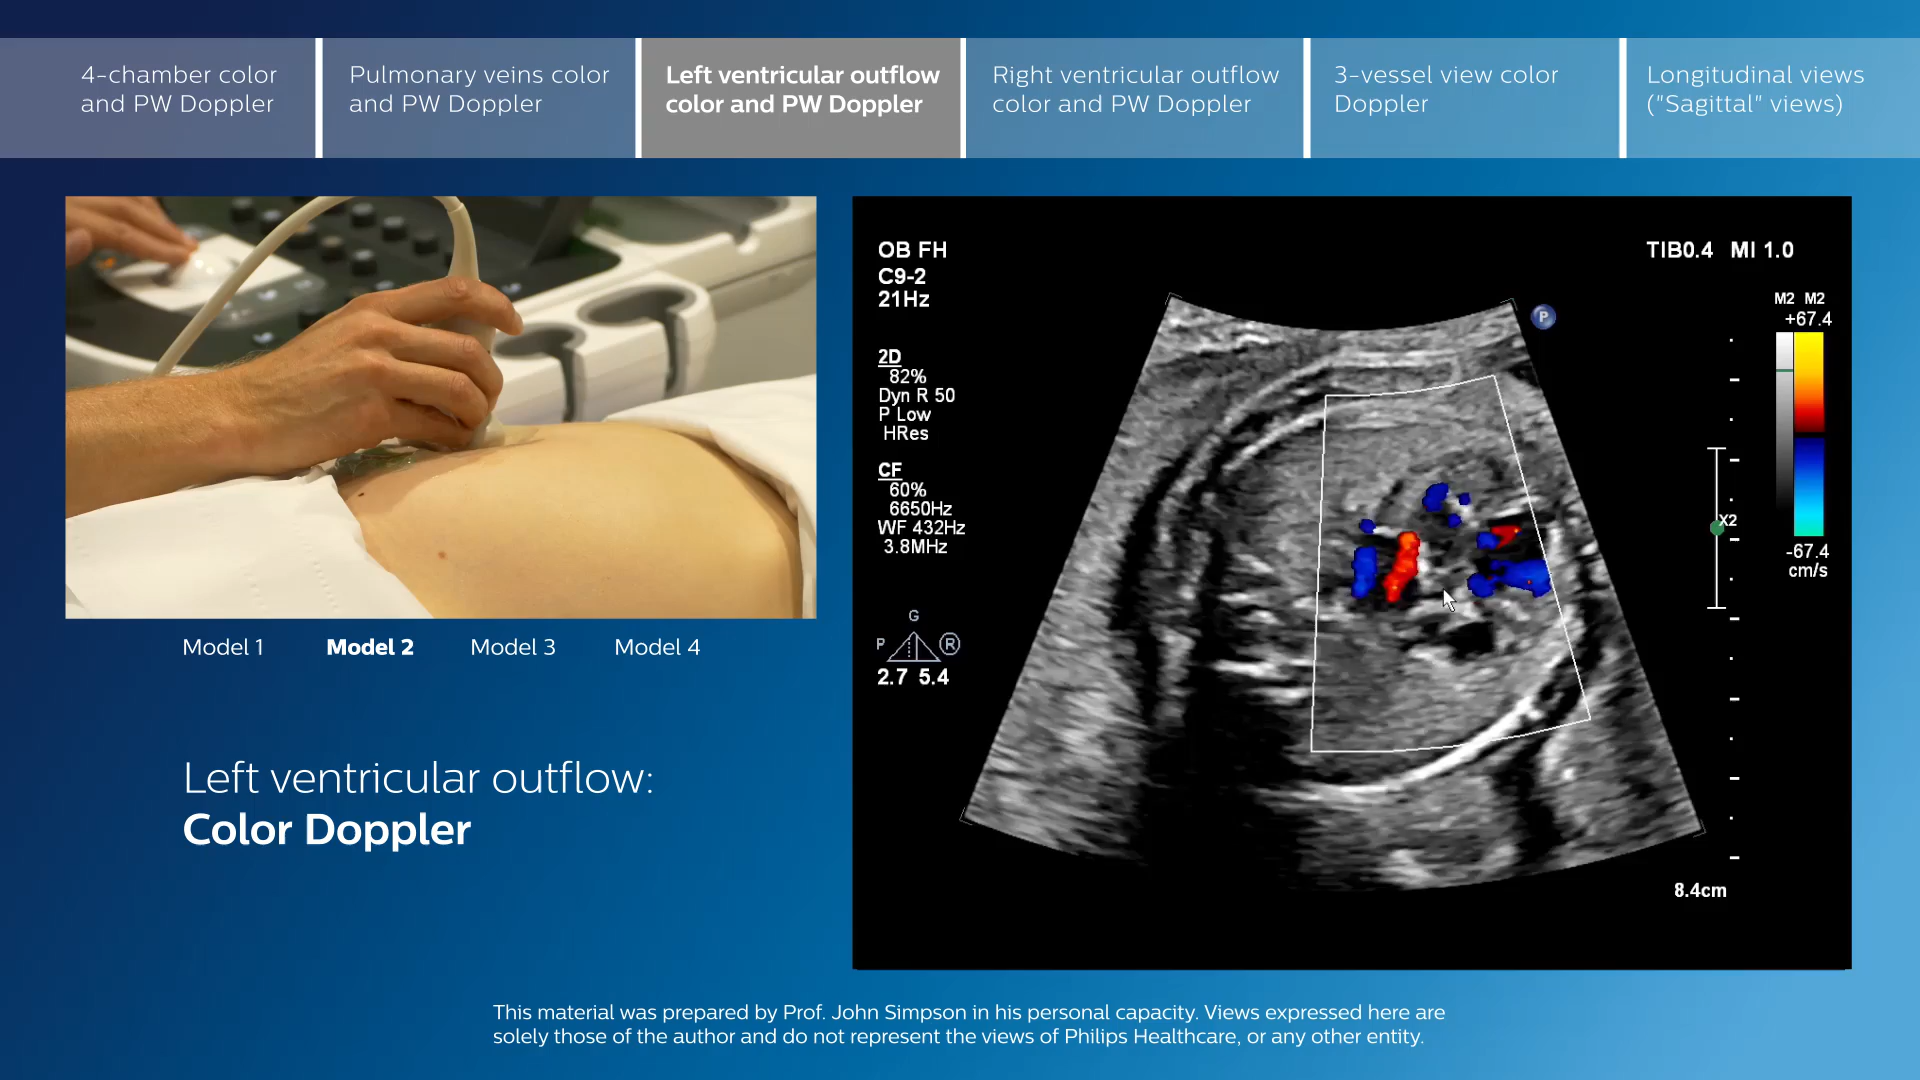 4-chamber color
and PW Doppler
Pulmonary veins color
and PW Doppler
Left ventricular outflow
color and PW Doppler
Right ventricular outflow
color and PW Doppler
3-vessel view color
Doppler
Longitudinal views
("Sagittal" views)
OB FH
C9-2
21Hz
2D
82%
Dyn R 50
P Low
HRes
CF
60%
6650Hz
WF 432Hz
3.8MHz
G
P R
2.7 5.4
TIB0.4 MI 1.0
M2 M2
+67.4
P
X2
-67.4
cm/s
8.4cm
Model 1 Model 2 Model 3 Model 4
Left ventricular outflow:
Color Doppler
This material was prepared by Prof. John Simpson in his personal capacity. Views expressed here are
solely those of the author and do not represent the views of Philips Healthcare, or any other entity.